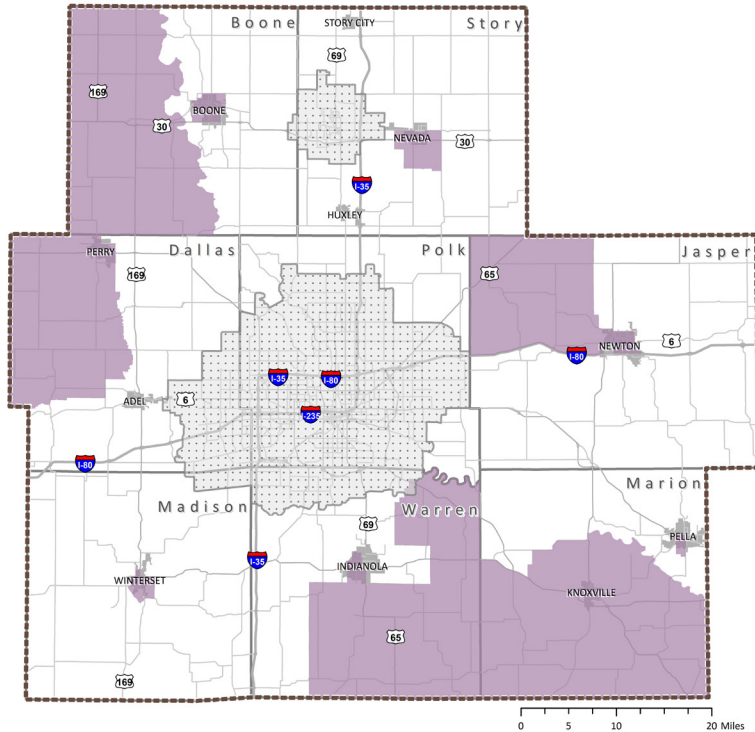 Boone
Story
STORY CITY
69
169
BOONE
30
NEVADA
30
I-35
HUXLEY
PERRY
Dallas
169
Polk
65
Jasper
NEWTON
6
I-80
I-35
I-80
ADEL
6
I-235
I-80
Madison
Warren
Marion
69
PELLA
I-35
INDIANOLA
WINTERSET
KNOXVILLE
65
169
0 5 10 20 Miles